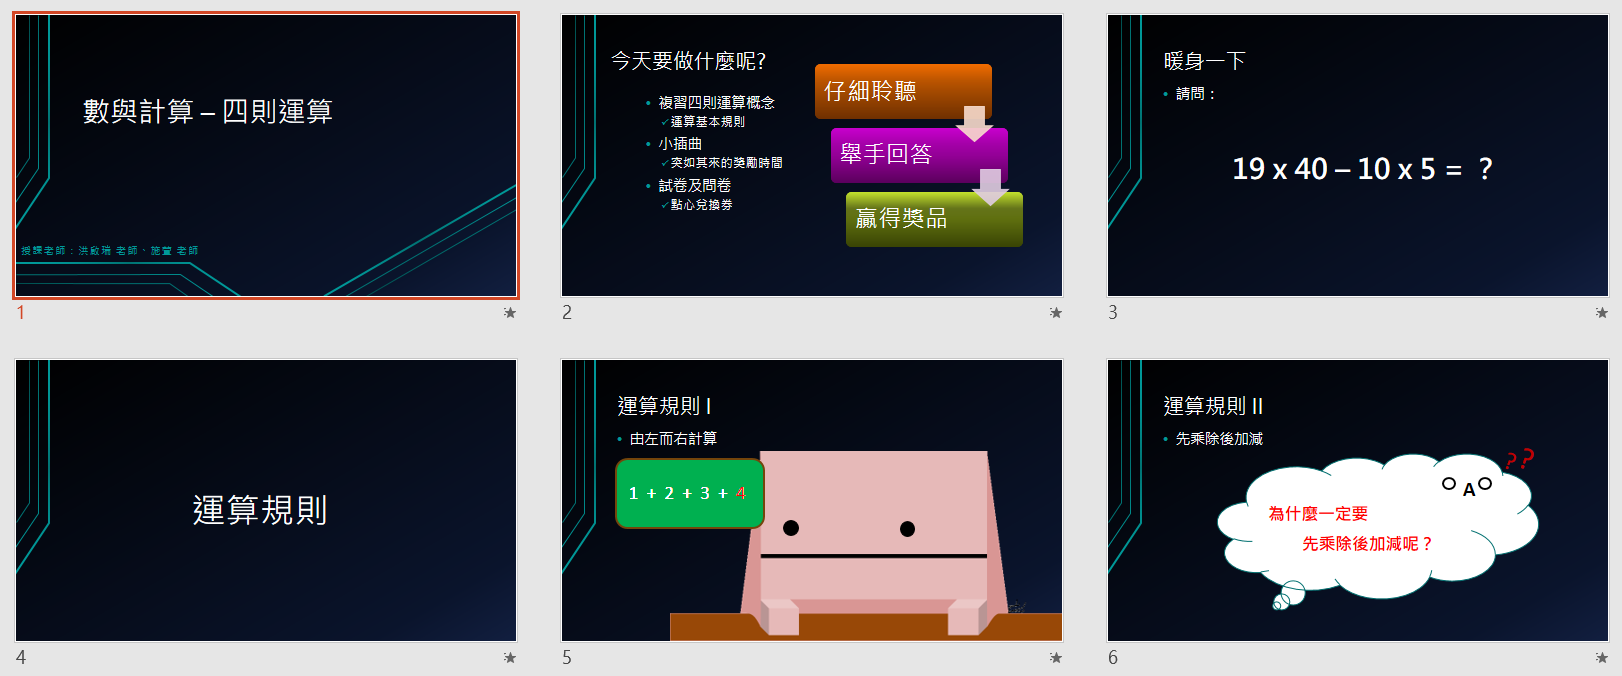 數與計算 – 四則運算
授課老師：洪啟瑞 老師、施萱 老師
1
今天要做什麼呢?
複習四則運算概念
運算基本規則
小插曲
突如其來的獎勵時間
試卷及問卷
點心兌換券
仔細聆聽
舉手回答
贏得獎品
2
暖身一下
請問：
19 x 40 – 10 x 5 = ？
3
運算規則
4
運算規則 I
由左而右計算
1 + 2 + 3 + 4
5
運算規則 II
先乘除後加減
??
A
為什麼一定要
先乘除後加減呢？
6